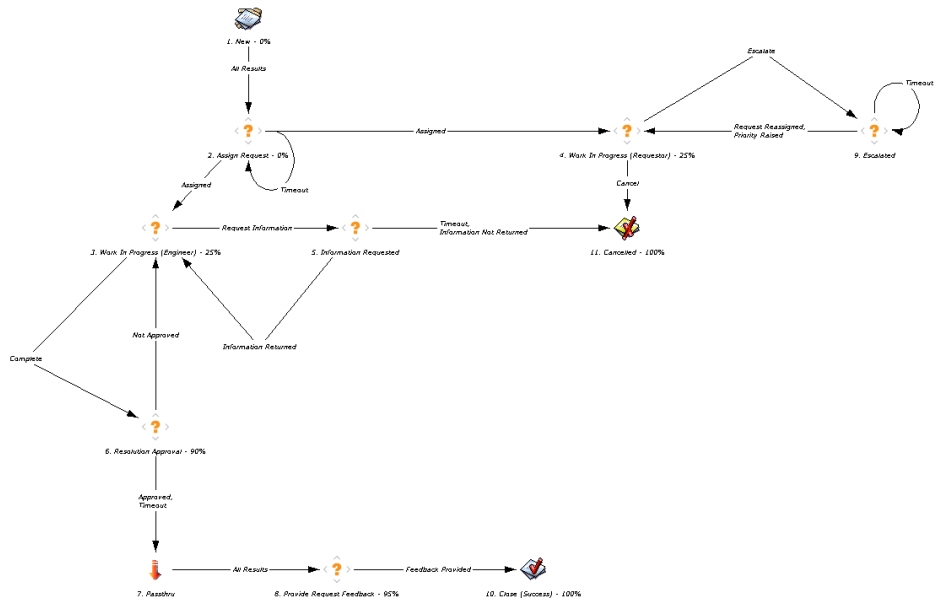 1. New - 0%
Escalate
All Results
Timeout
Assigned
Request Reassigned,
Priority Raised
2. Assign Request - 0%
4. Work In Progress (Requestor) - 25%
9. Escalated
Assigned
Timeout
Cancel
Request Information
Timeout,
Information Not Returned
3. Work In Progress (Engineer) - 25%
5. Information Requested
11. Cancelled - 100%
Not Approved
Information Returned
Complete
6. Resolution Approval - 90%
Approved,
Timeout
All Results
Feedback Provided
7. Passthru
8. Provide Request Feedback - 95%
10. Close (Success) - 100%